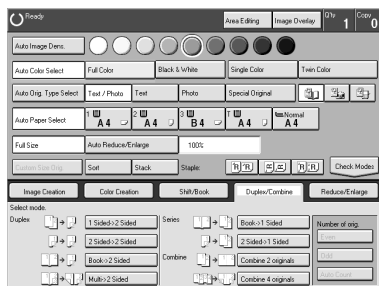 Ready
Area Editing Image Overlay Q'ty 1 Copy 0
Auto Image Dens.
Auto Color Select Full Color Black & White Single Color Twin Color
Auto Orig. Type Select Text / Photo Text Photo Special Original
Auto Paper Select 1 A4 2 A4 3 B4 T A4 Normal A4
Full Size Auto Reduce/Enlarge 100%
Custom Size Orig. Sort Stack Staple: Check Modes
Image Creation Color Creation Shift/Book Duplex/Combine Reduce/Enlarge
Select mode.
Duplex 1 Sided->2 Sided Series Book->1 Sided Number of orig.
2 Sided->2 Sided 2 Sided->1 Sided Even
Book->2 Sided Combine Combine 2 originals Odd
Multi->2 Sided Combine 4 originals Auto Count